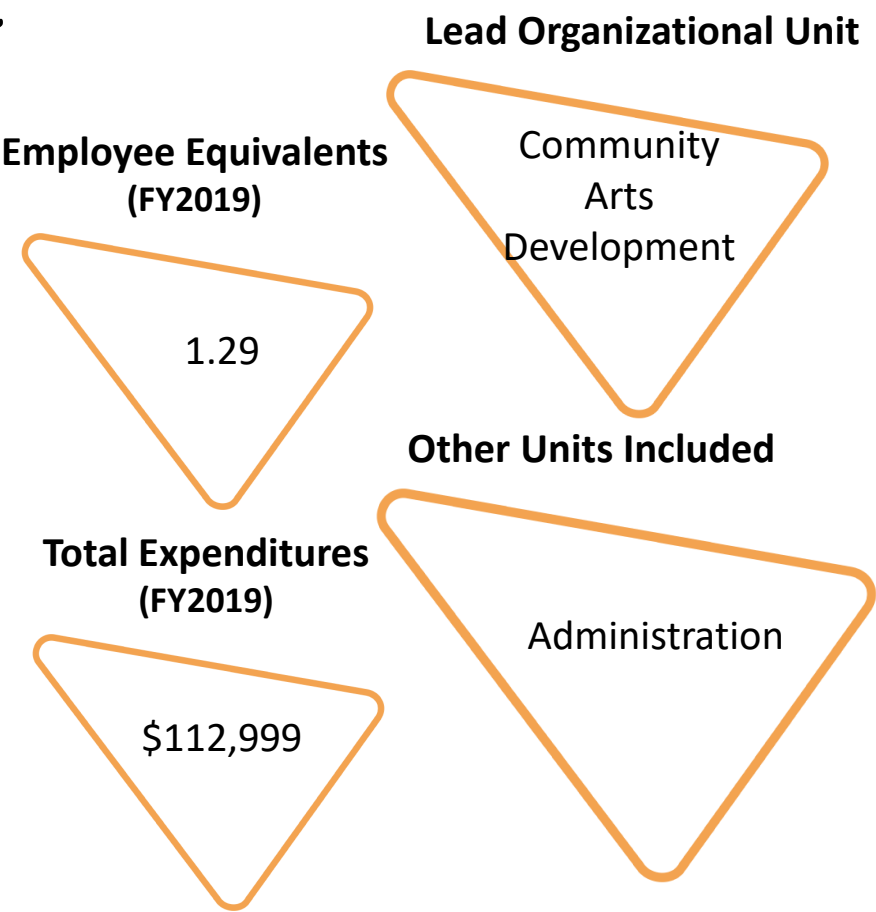 Lead Organizational Unit
Community
Arts
Development
Employee Equivalents
(FY2019)
1.29
Other Units Included
Administration
Total Expenditures
(FY2019)
$112,999